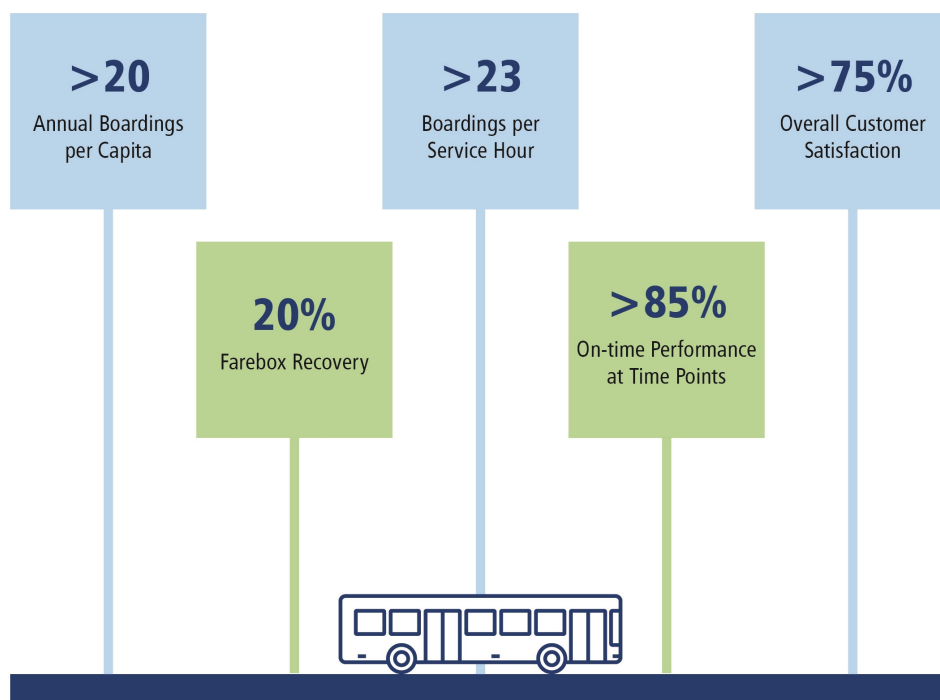 >20
Annual Boardings
per Capita
>23
Boardings per
Service Hour
>75%
Overall Customer
Satisfaction
20%
Farebox Recovery
>85%
On-time Performance
at Time Points